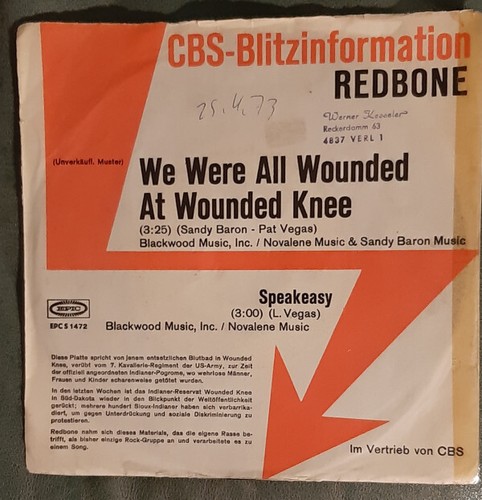 CBS-Blitzinformation
REDBONE
25.4.73
Werner
Reckerdamm 63
4837 VERL 1
(Unverkäufl. Muster)
We Were All Wounded
At Wounded Knee
(3:25) (Sandy Baron - Pat Vegas)
Blackwood Music, Inc. / Novalene Music & Sandy Baron Music
Speakeasy
(3:00) (L. Vegas)
EPIC
EPC S 1472
Blackwood Music, Inc. / Novalene Music
Diese Platte spricht von jenem entsetzlichen Blutbad in Wounded
Knee, verübt vom 7. Kavallerie-Regiment der US-Army, zur Zeit
der offiziell angeordneten Indianer-Pogrome, wo wehrlose Männer,
Frauen und Kinder scharenweise getötet wurden.
In den letzten Wochen ist das Indianer-Reservat Wounded Knee
in Süd-Dakota wieder in den Blickpunkt der Weltöffentlichkeit
gerückt; mehrere hundert Sioux-Indianer haben sich verbarrika-
diert, um gegen Unterdrückung und soziale Diskriminierung zu
protestieren.
Redbone nahm sich dieses Materials, das die eigene Rasse be-
trifft, als bisher einzige Rock-Gruppe an und verarbeitete es zu
einem Song.
Im Vertrieb von CBS